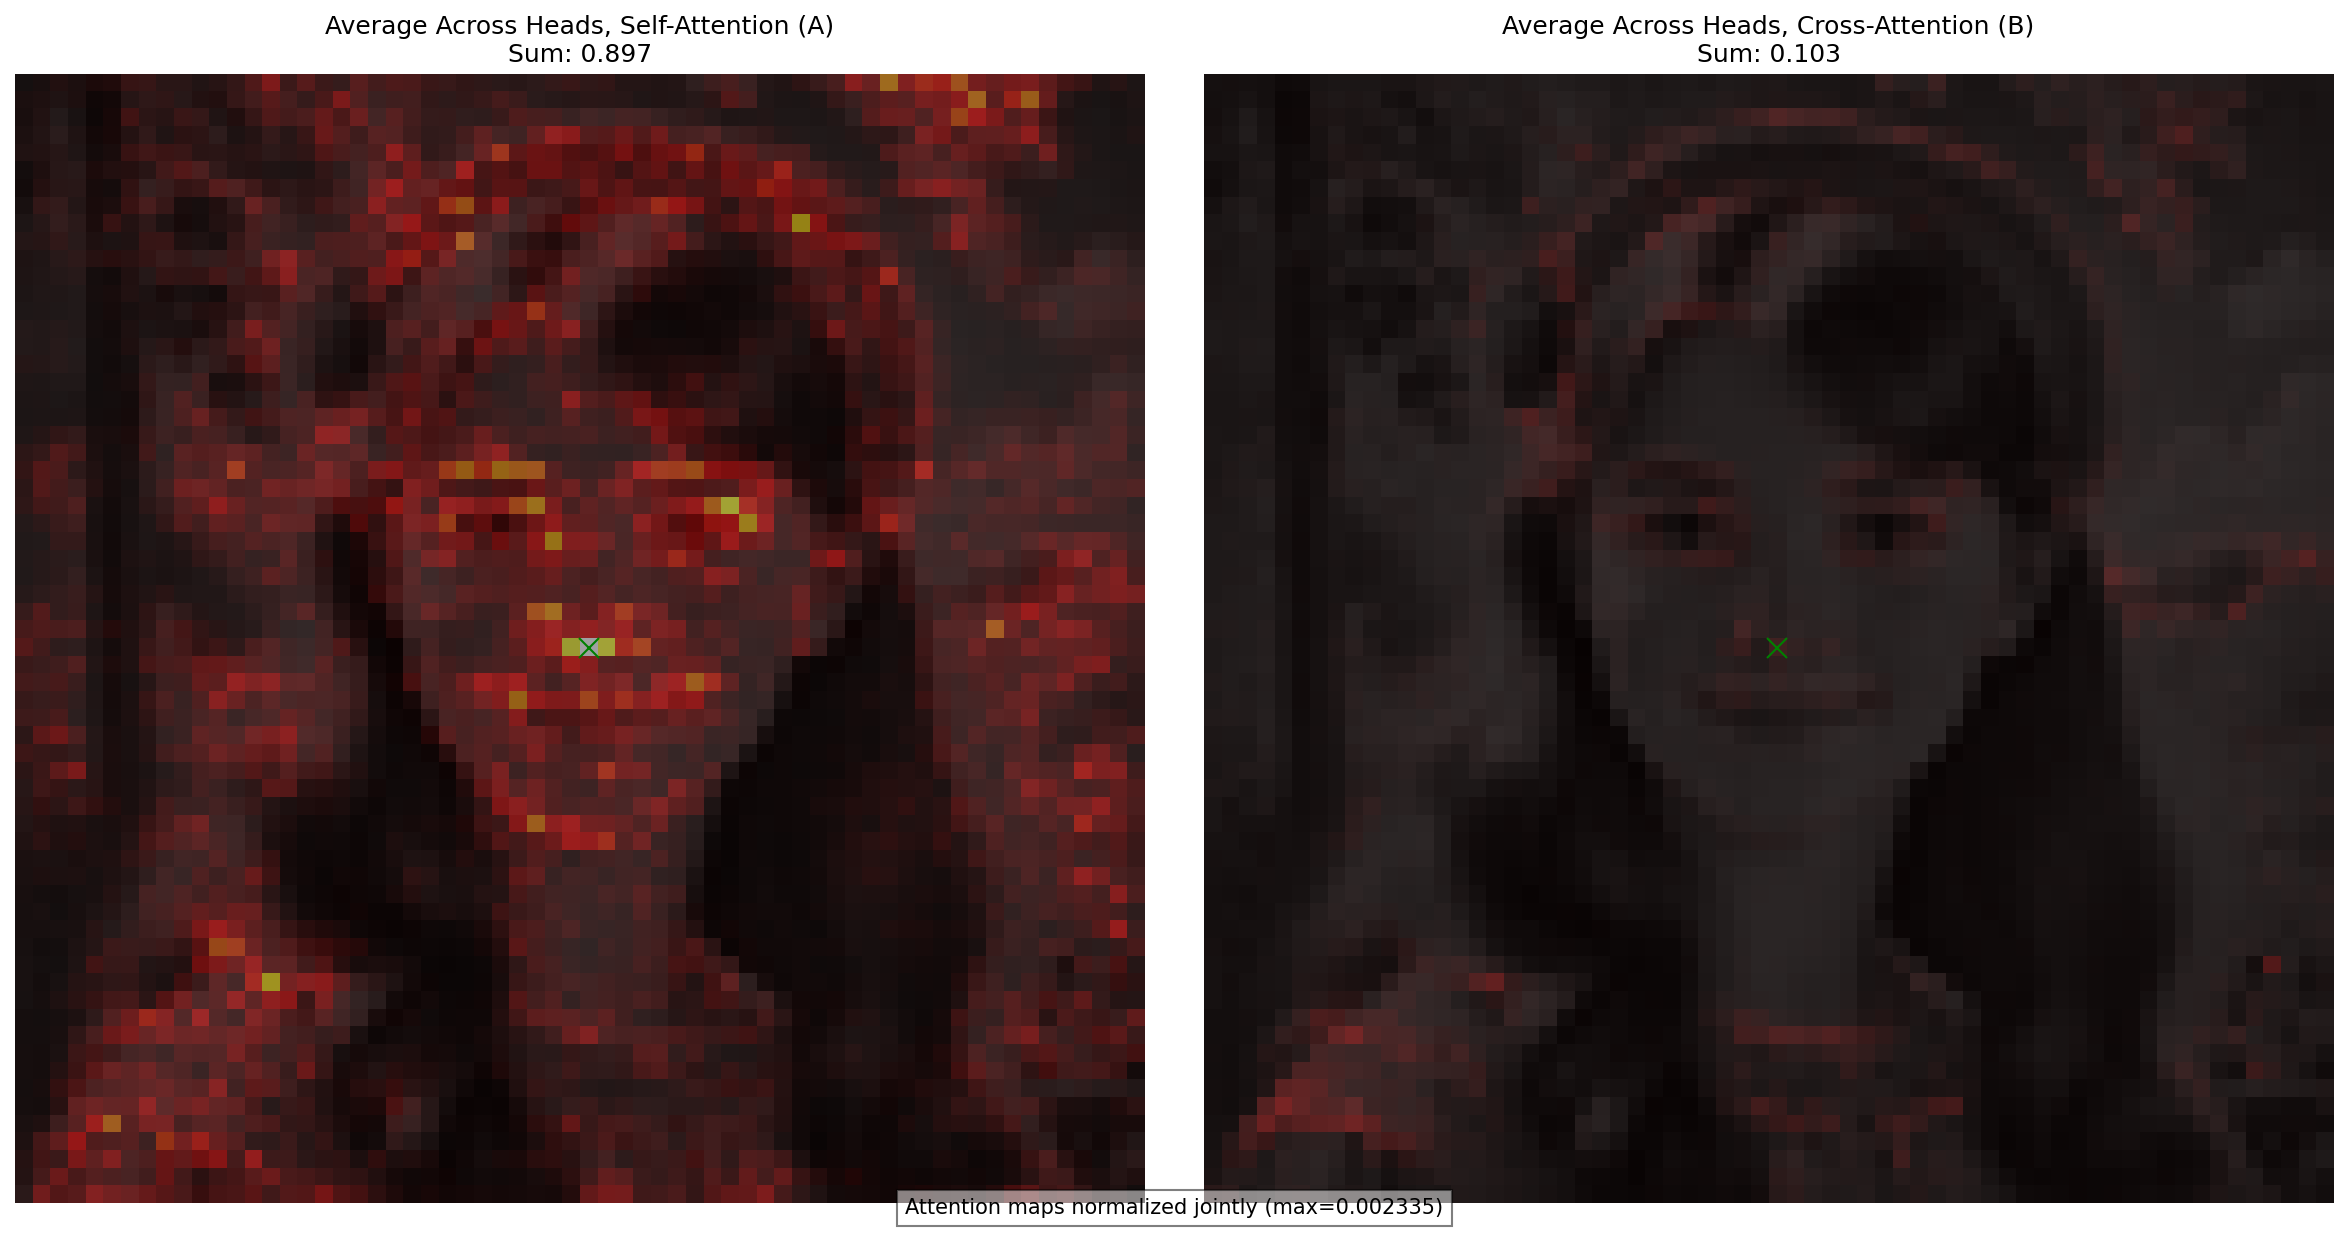 Average Across Heads, Self-Attention (A)
Sum: 0.897
Average Across Heads, Cross-Attention (B)
Sum: 0.103
Attention maps normalized jointly (max=0.002335)